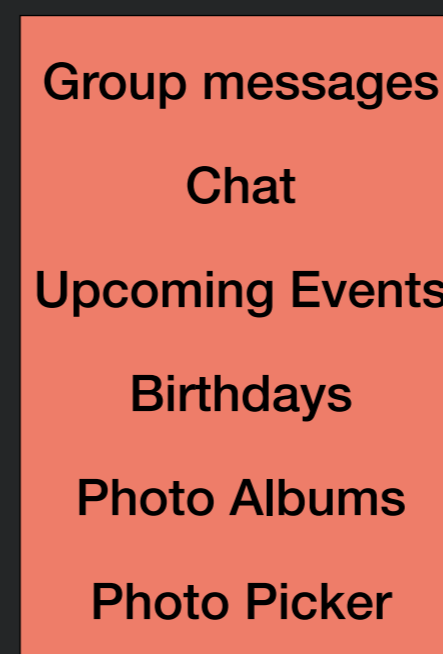 Group messages
Chat
Upcoming Events
Birthdays
Photo Albums
Photo Picker